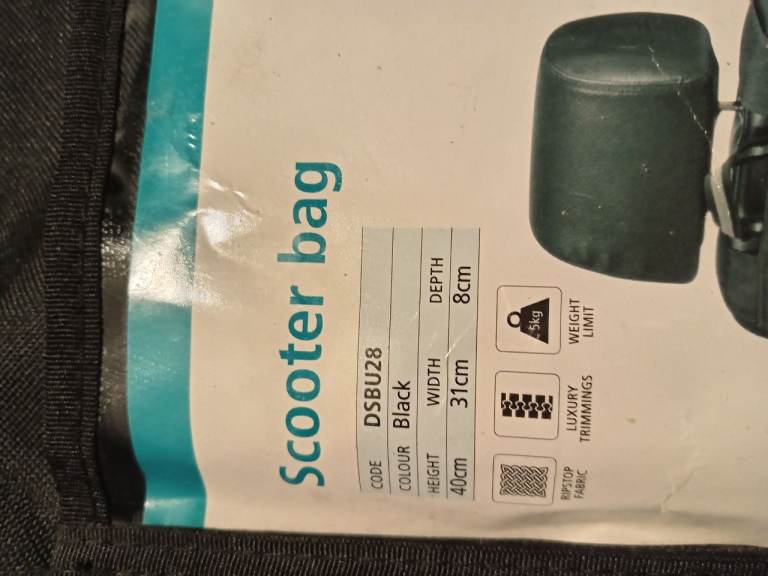 Scooter bag
CODE DSBU28
COLOUR Black
HEIGHT WIDTH DEPTH
40cm 31cm 8cm
RIPSTOP
FABRIC
LUXURY
TRIMMINGS
5kg
WEIGHT
LIMIT